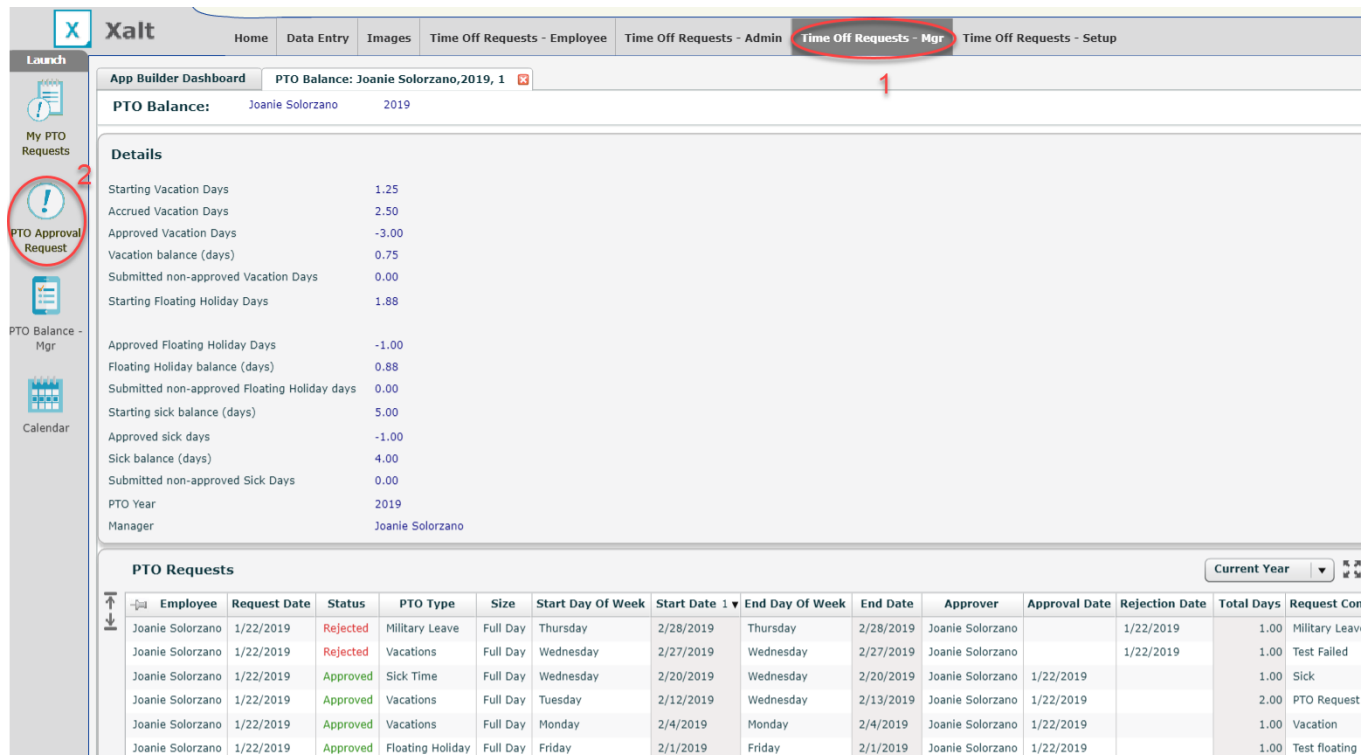 X Xalt
Home Data Entry Images Time Off Requests - Employee Time Off Requests - Admin Time Off Requests - Mgr Time Off Requests - Setup
1
Launch
My PTO
Requests
2
PTO Approval
Request
PTO Balance -
Mgr
Calendar
App Builder Dashboard PTO Balance: Joanie Solorzano,2019, 1
PTO Balance: Joanie Solorzano 2019
Details
Starting Vacation Days 1.25
Accrued Vacation Days 2.50
Approved Vacation Days -3.00
Vacation balance (days) 0.75
Submitted non-approved Vacation Days 0.00
Starting Floating Holiday Days 1.88
Approved Floating Holiday Days -1.00
Floating Holiday balance (days) 0.88
Submitted non-approved Floating Holiday days 0.00
Starting sick balance (days) 5.00
Approved sick days -1.00
Sick balance (days) 4.00
Submitted non-approved Sick Days 0.00
PTO Year 2019
Manager Joanie Solorzano
PTO Requests Current Year
Employee Request Date Status PTO Type Size Start Day Of Week Start Date 1 End Day Of Week End Date Approver Approval Date Rejection Date Total Days Request Con
Joanie Solorzano 1/22/2019 Rejected Military Leave Full Day Thursday 2/28/2019 Thursday 2/28/2019 Joanie Solorzano 1/22/2019 1.00 Military Leave
Joanie Solorzano 1/22/2019 Rejected Vacations Full Day Wednesday 2/27/2019 Wednesday 2/27/2019 Joanie Solorzano 1/22/2019 1.00 Test Failed
Joanie Solorzano 1/22/2019 Approved Sick Time Full Day Wednesday 2/20/2019 Wednesday 2/20/2019 Joanie Solorzano 1/22/2019 1.00 Sick
Joanie Solorzano 1/22/2019 Approved Vacations Full Day Tuesday 2/12/2019 Wednesday 2/13/2019 Joanie Solorzano 1/22/2019 2.00 PTO Request
Joanie Solorzano 1/22/2019 Approved Vacations Full Day Monday 2/4/2019 Monday 2/4/2019 Joanie Solorzano 1/22/2019 1.00 Vacation
Joanie Solorzano 1/22/2019 Approved Floating Holiday Full Day Friday 2/1/2019 Friday 2/1/2019 Joanie Solorzano 1/22/2019 1.00 Test floating